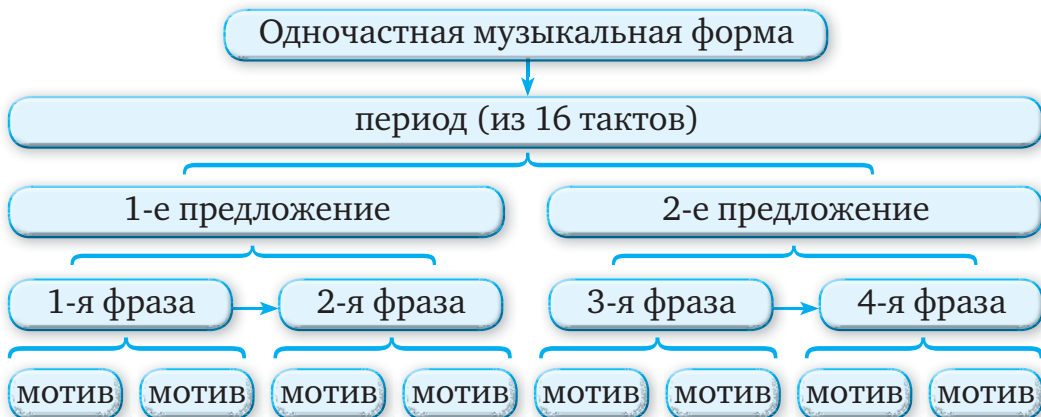 Одночастная музыкальная форма
период (из 16 тактов)
1-е предложение 2-е предложение
1-я фраза 2-я фраза 3-я фраза 4-я фраза
мотив мотив мотив мотив мотив мотив мотив мотив